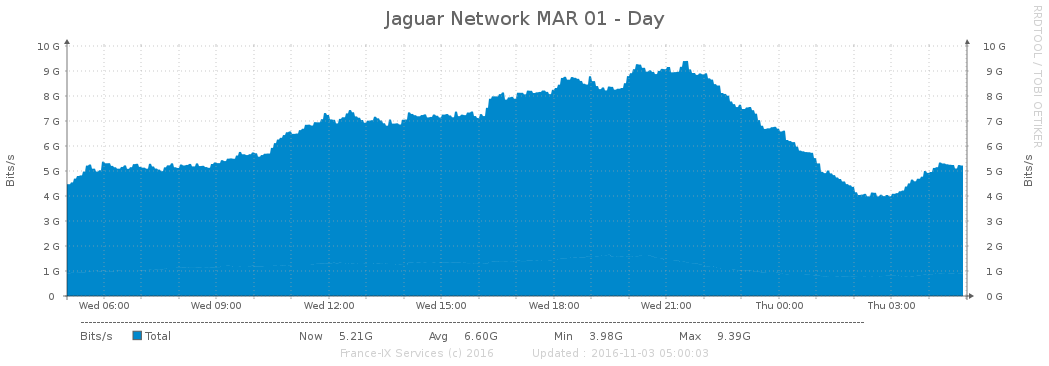 Jaguar Network MAR 01 - Day
RRDTOOL / TOBI OETIKER
10 G 10 G
9 G 9 G
8 G 8 G
7 G 7 G
6 G 6 G
5 G 5 G
4 G 4 G
3 G 3 G
2 G 2 G
1 G 1 G
0 0 G
Bits/s
Bits/s
Wed 06:00 Wed 09:00 Wed 12:00 Wed 15:00 Wed 18:00 Wed 21:00 Thu 00:00 Thu 03:00
Bits/s Total Now 5.21G Avg 6.60G Min 3.98G Max 9.39G
France-IX Services (c) 2016 Updated : 2016-11-03 05:00:03